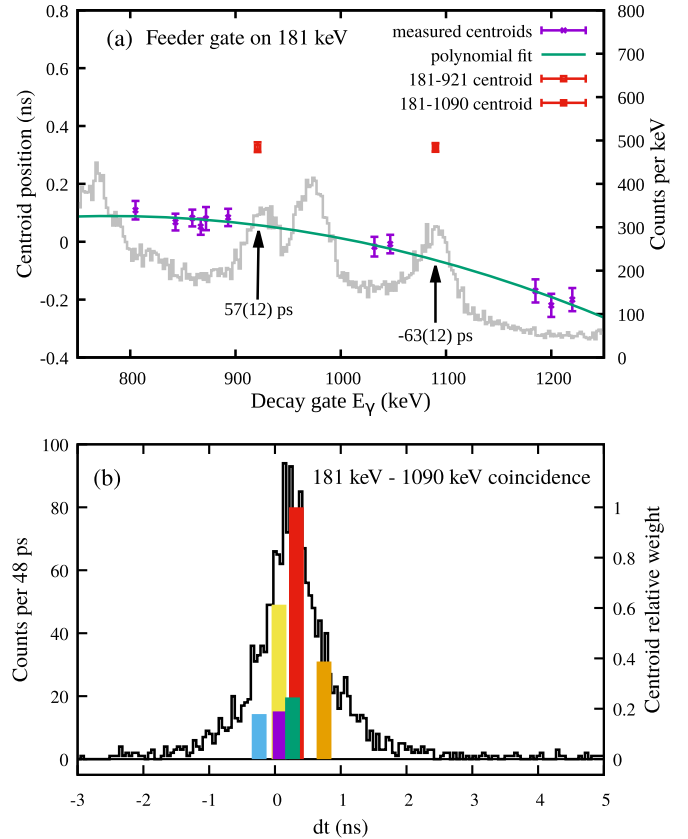 (a) Feeder gate on 181 keV
measured centroids
polynomial fit
181-921 centroid
181-1090 centroid
Centroid position (ns)
0.8
0.6
0.4
0.2
0
-0.2
-0.4
Counts per keV
800
700
600
500
400
300
200
100
0
57(12) ps
-63(12) ps
800 900 1000 1100 1200
Decay gate Eγ (keV)
(b) 181 keV - 1090 keV coincidence
Counts per 48 ps
100
80
60
40
20
0
Centroid relative weight
1
0.8
0.6
0.4
0.2
0
-3 -2 -1 0 1 2 3 4 5
dt (ns)